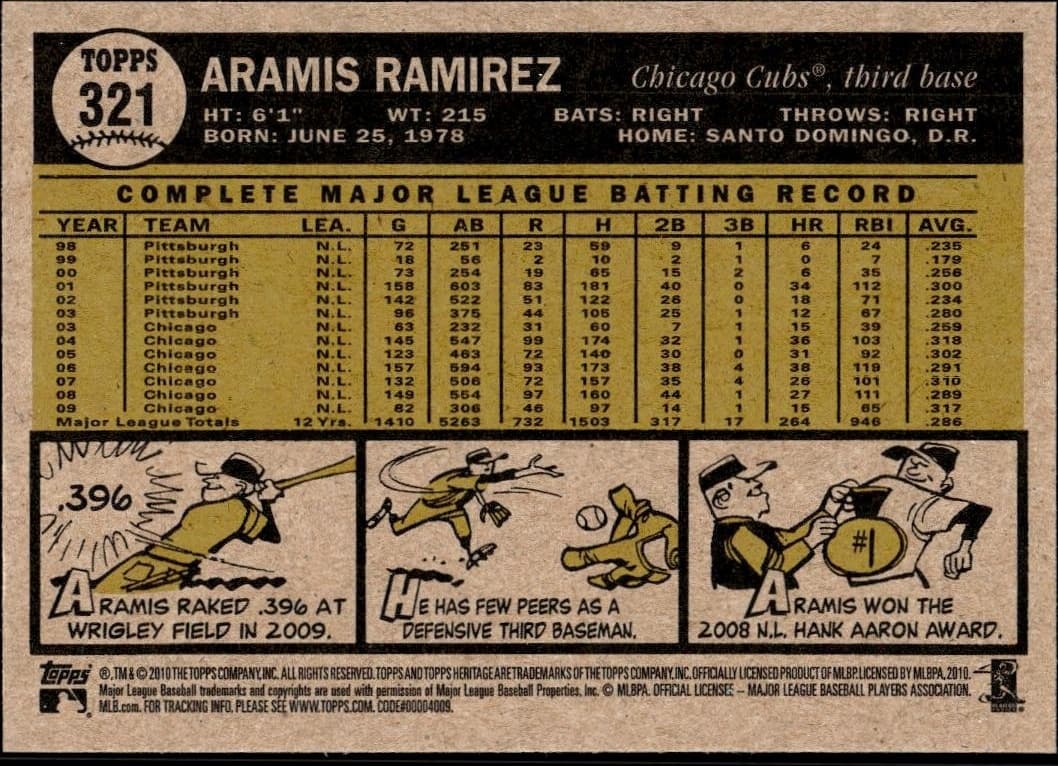 TOPPS
321
ARAMIS RAMIREZ
Chicago Cubs®, third base
HT: 6'1" WT: 215 BATS: RIGHT THROWS: RIGHT
BORN: JUNE 25, 1978 HOME: SANTO DOMINGO, D.R.
COMPLETE MAJOR LEAGUE BATTING RECORD
YEAR TEAM LEA. G AB R H 2B 3B HR RBI AVG.
98 Pittsburgh N.L. 72 251 23 59 9 1 6 24 .235
99 Pittsburgh N.L. 18 56 2 10 2 1 0 7 .179
00 Pittsburgh N.L. 73 254 19 65 15 2 6 35 .256
01 Pittsburgh N.L. 158 603 83 181 40 0 34 112 .300
02 Pittsburgh N.L. 142 522 51 122 26 0 18 71 .234
03 Pittsburgh N.L. 96 375 44 105 25 1 12 67 .280
03 Chicago N.L. 63 232 31 60 7 1 15 39 .259
04 Chicago N.L. 145 547 99 174 32 1 36 103 .318
05 Chicago N.L. 123 463 72 140 30 0 31 92 .302
06 Chicago N.L. 157 594 93 173 38 4 38 119 .291
07 Chicago N.L. 132 506 72 157 35 4 26 101 .310
08 Chicago N.L. 149 554 97 160 44 1 27 111 .289
09 Chicago N.L. 82 306 46 97 14 1 15 65 .317
Major League Totals 12 Yrs. 1410 5263 732 1503 317 17 264 946 .286
.396
ARAMIS RAKED .396 AT
WRIGLEY FIELD IN 2009.
HE HAS FEW PEERS AS A
DEFENSIVE THIRD BASEMAN.
#1
ARAMIS WON THE
2008 N.L. HANK AARON AWARD.
topps ®,TM & © 2010 THE TOPPS COMPANY, INC. ALL RIGHTS RESERVED. TOPPS AND TOPPS HERITAGE ARE TRADEMARKS OF THE TOPPS COMPANY, INC. OFFICIALLY LICENSED PRODUCT OF MLBP. LICENSED BY MLBPA, 2010.
Major League Baseball trademarks and copyrights are used with permission of Major League Baseball Properties, Inc. © MLBPA. OFFICIAL LICENSEE – MAJOR LEAGUE BASEBALL PLAYERS ASSOCIATION.
MLB.com. FOR TRACKING INFO. PLEASE SEE WWW.TOPPS.COM. CODE#00004009.